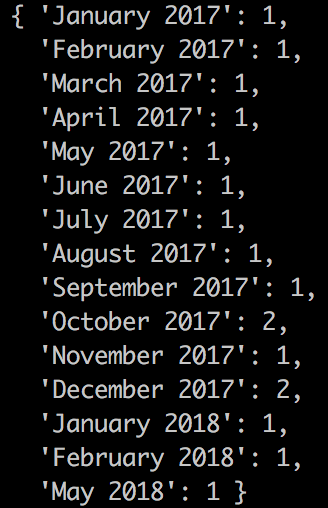 { 'January 2017': 1,
'February 2017': 1,
'March 2017': 1,
'April 2017': 1,
'May 2017': 1,
'June 2017': 1,
'July 2017': 1,
'August 2017': 1,
'September 2017': 1,
'October 2017': 2,
'November 2017': 1,
'December 2017': 2,
'January 2018': 1,
'February 2018': 1,
'May 2018': 1 }